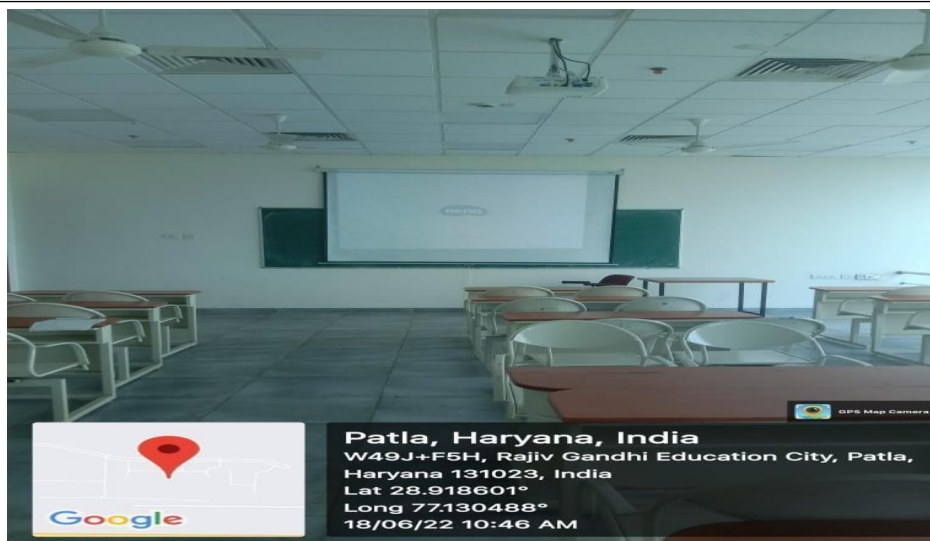 BenQ
GPS Map Camera
Patla, Haryana, India
W49J+F5H, Rajiv Gandhi Education City, Patla,
Haryana 131023, India
Lat 28.918601°
Long 77.130488°
18/06/22 10:46 AM
Google